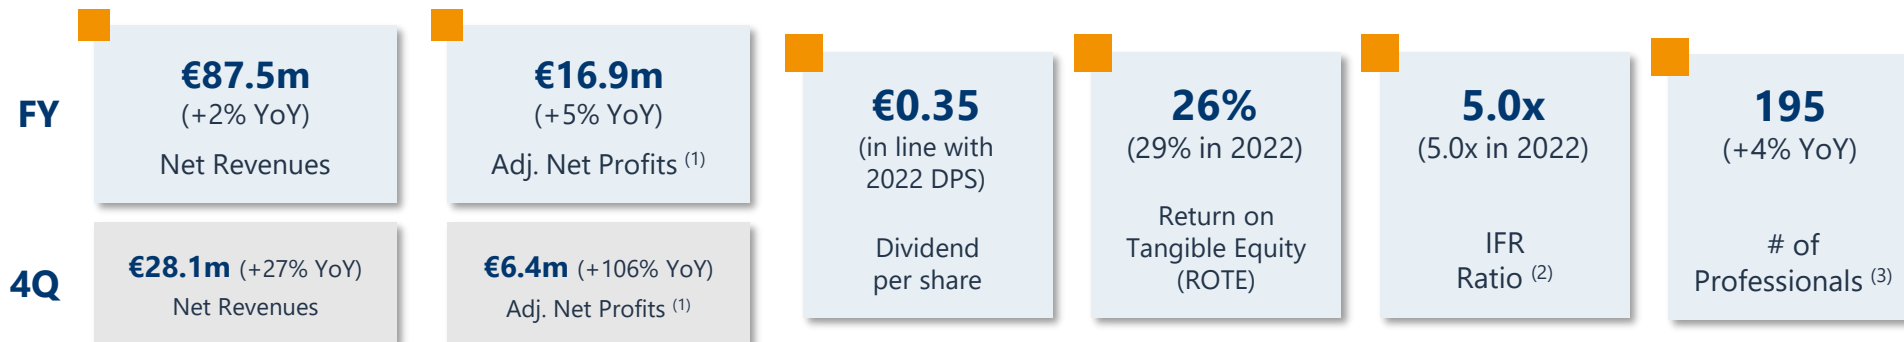 FY
€87.5m
(+2% YoY)
Net Revenues
€16.9m
(+5% YoY)
Adj. Net Profits (1)
4Q
€28.1m (+27% YoY)
Net Revenues
€6.4m (+106% YoY)
Adj. Net Profits (1)
€0.35
(in line with
2022 DPS)
Dividend
per share
26%
(29% in 2022)
Return on
Tangible Equity
(ROTE)
5.0x
(5.0x in 2022)
IFR
Ratio (2)
195
(+4% YoY)
# of
Professionals (3)